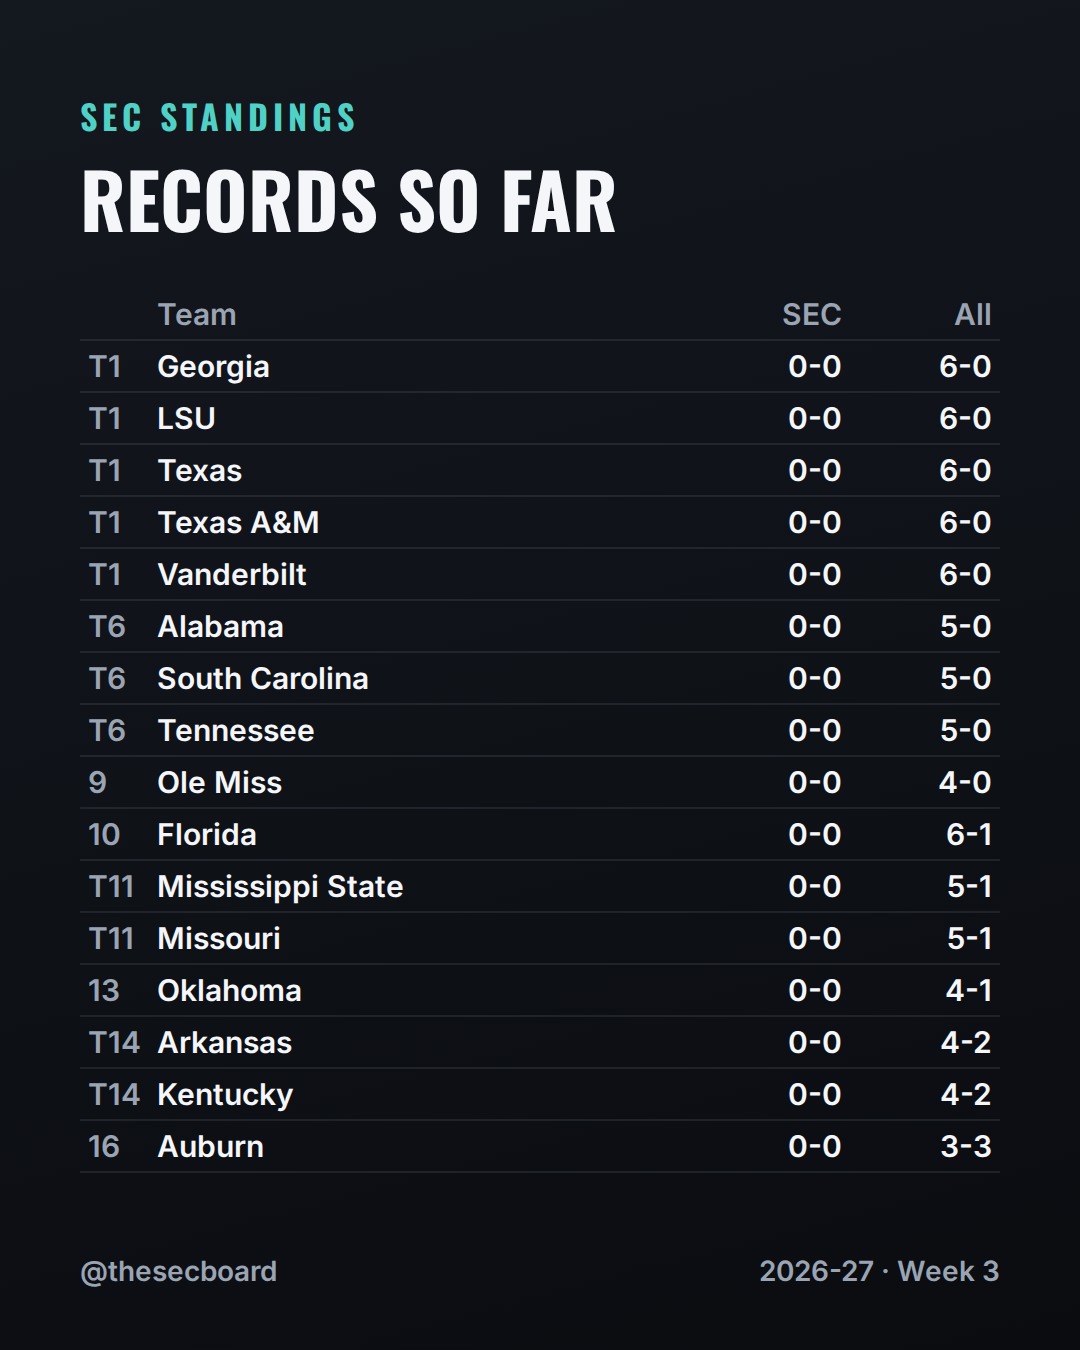 SEC STANDINGS
RECORDS SO FAR
Team SEC All
T1 Georgia 0-0 6-0
T1 LSU 0-0 6-0
T1 Texas 0-0 6-0
T1 Texas A&M 0-0 6-0
T1 Vanderbilt 0-0 6-0
T6 Alabama 0-0 5-0
T6 South Carolina 0-0 5-0
T6 Tennessee 0-0 5-0
9 Ole Miss 0-0 4-0
10 Florida 0-0 6-1
T11 Mississippi State 0-0 5-1
T11 Missouri 0-0 5-1
13 Oklahoma 0-0 4-1
T14 Arkansas 0-0 4-2
T14 Kentucky 0-0 4-2
16 Auburn 0-0 3-3
@thesecboard 2026-27 · Week 3